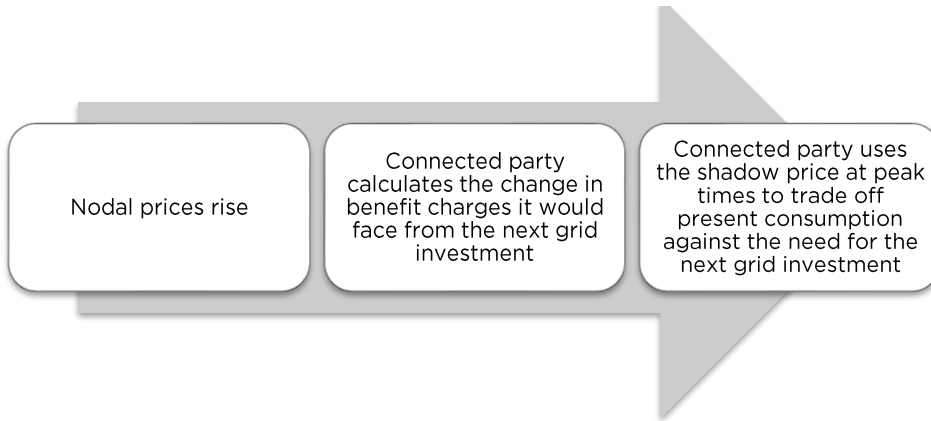 Nodal prices rise
Connected party
calculates the change in
benefit charges it would
face from the next grid
investment
Connected party uses
the shadow price at peak
times to trade off
present consumption
against the need for the
next grid investment